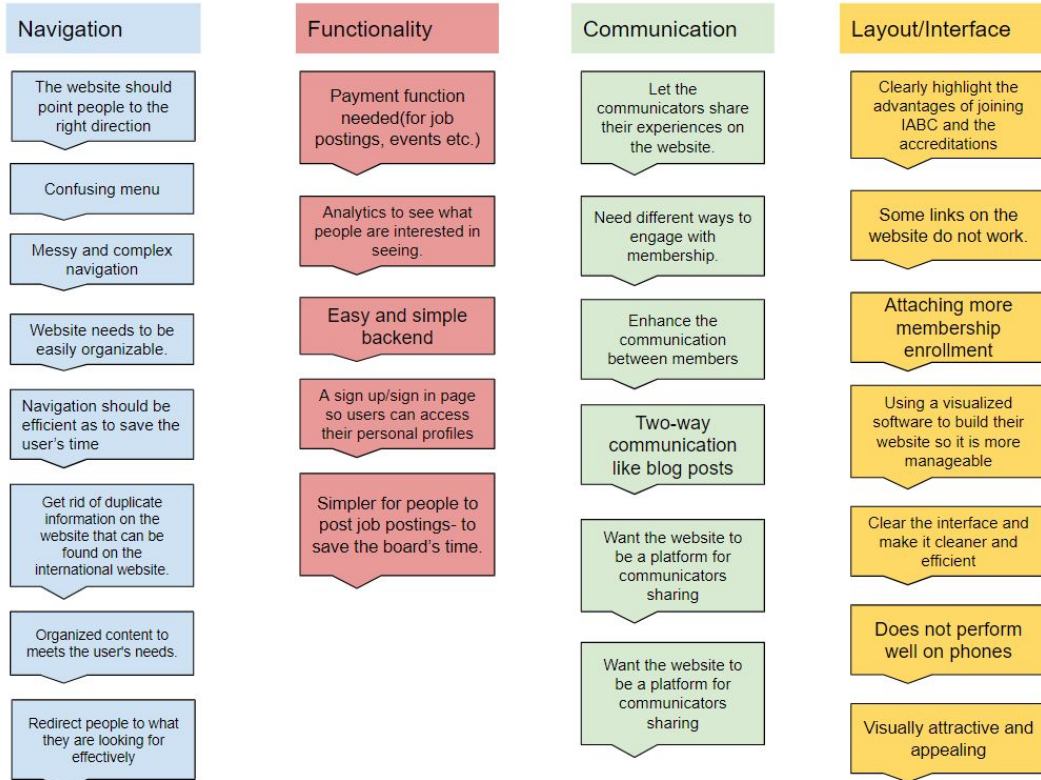 Navigation
The website should
point people to the
right direction
Confusing menu
Messy and complex
navigation
Website needs to be
easily organizable.
Navigation should be
efficient as to save the
user's time
Get rid of duplicate
information on the
website that can be
found on the
international website.
Organized content to
meets the user's needs.
Redirect people to what
they are looking for
effectively
Functionality
Payment function
needed(for job
postings, events etc.)
Analytics to see what
people are interested in
seeing.
Easy and simple
backend
A sign up/sign in page
so users can access
their personal profiles
Simpler for people to
post job postings- to
save the board's time.
Communication
Let the
communicators share
their experiences on
the website.
Need different ways to
engage with
membership.
Enhance the
communication
between members
Two-way
communication
like blog posts
Want the website to
be a platform for
communicators
sharing
Want the website to
be a platform for
communicators
sharing
Layout/Interface
Clearly highlight the
advantages of joining
IABC and the
accreditations
Some links on the
website do not work.
Attaching more
membership
enrollment
Using a visualized
software to build their
website so it is more
manageable
Clear the interface and
make it cleaner and
efficient
Does not perform
well on phones
Visually attractive and
appealing